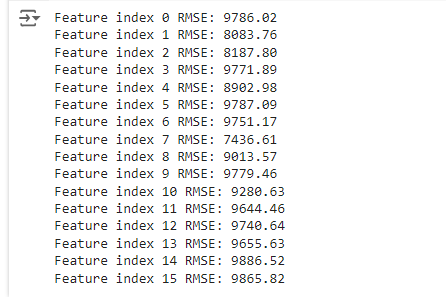 Feature index 0 RMSE: 9786.02
Feature index 1 RMSE: 8083.76
Feature index 2 RMSE: 8187.80
Feature index 3 RMSE: 9771.89
Feature index 4 RMSE: 8902.98
Feature index 5 RMSE: 9787.09
Feature index 6 RMSE: 9751.17
Feature index 7 RMSE: 7436.61
Feature index 8 RMSE: 9013.57
Feature index 9 RMSE: 9779.46
Feature index 10 RMSE: 9280.63
Feature index 11 RMSE: 9644.46
Feature index 12 RMSE: 9740.64
Feature index 13 RMSE: 9655.63
Feature index 14 RMSE: 9886.52
Feature index 15 RMSE: 9865.82